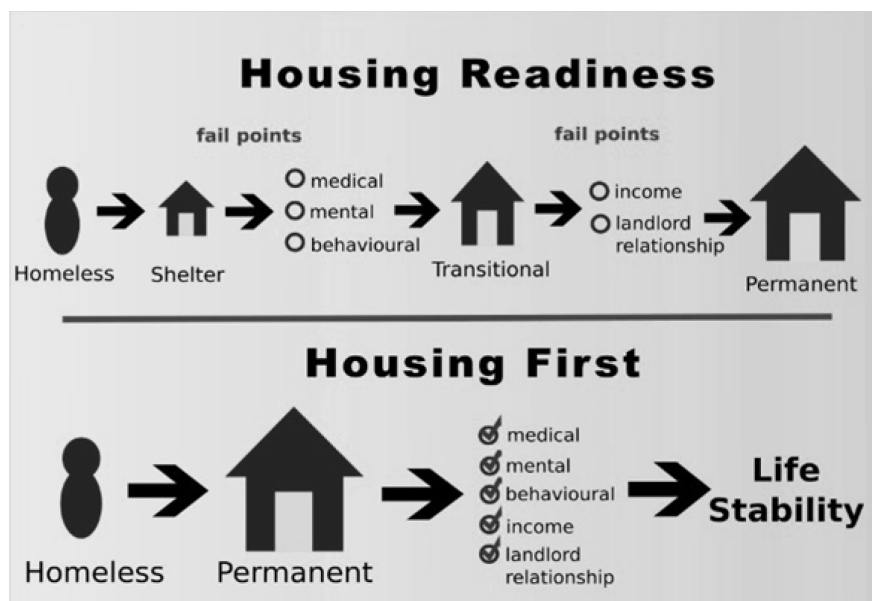 Housing Readiness
fail points
fail points
medical
mental
behavioural
income
landlord
relationship
Homeless
Shelter
Transitional
Permanent
Housing First
medical
mental
behavioural
income
landlord
relationship
Life
Stability
Homeless
Permanent